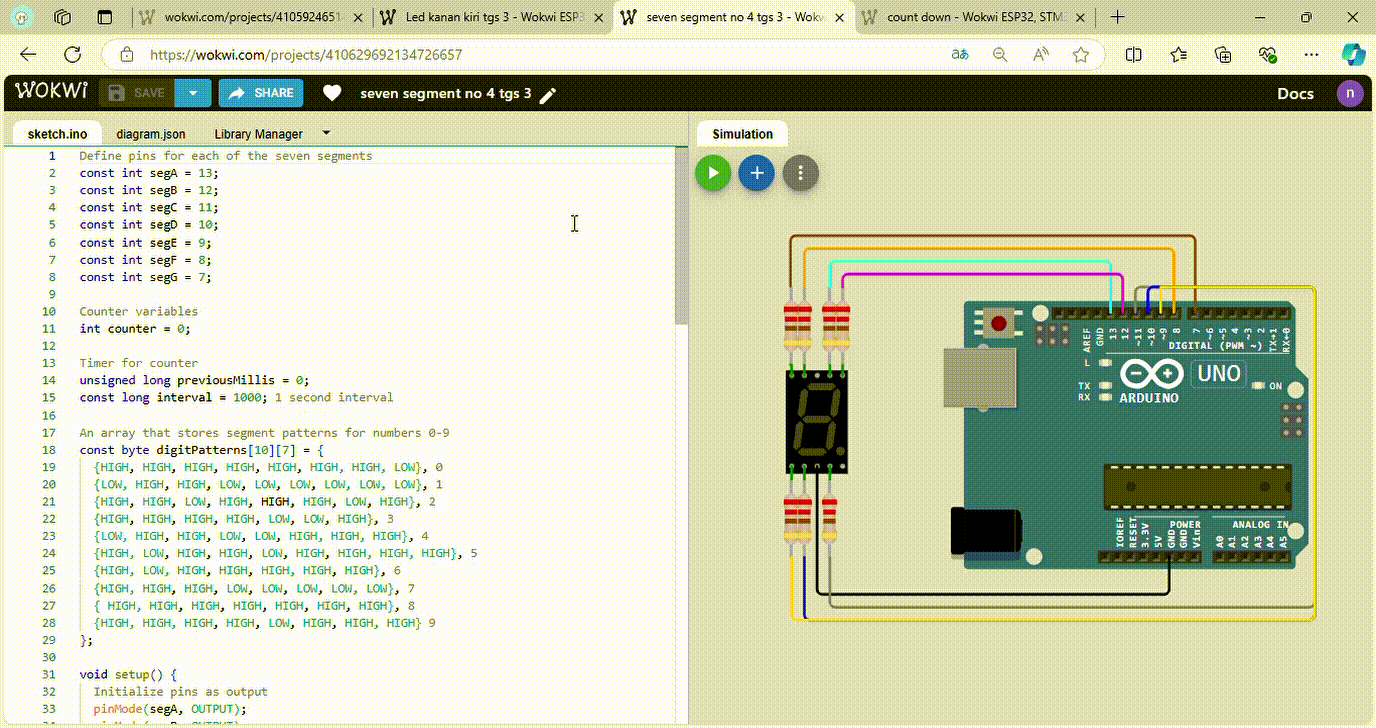 wokwi.com/projects/4105924651
Led kanan kiri tgs 3 - Wokwi ESP3
seven segment no 4 tgs 3 - Wokw
count down - Wokwi ESP32, STM3
https://wokwi.com/projects/410629692134726657
WOKWi
SAVE
SHARE
seven segment no 4 tgs 3
Docs
n
sketch.ino
diagram.json
Library Manager
Simulation
1 Define pins for each of the seven segments
2 const int segA = 13;
3 const int segB = 12;
4 const int segC = 11;
5 const int segD = 10;
6 const int segE = 9;
7 const int segF = 8;
8 const int segG = 7;
9
10 Counter variables
11 int counter = 0;
12
13 Timer for counter
14 unsigned long previousMillis = 0;
15 const long interval = 1000; 1 second interval
16
17 An array that stores segment patterns for numbers 0-9
18 const byte digitPatterns[10][7] = {
19 {HIGH, HIGH, HIGH, HIGH, HIGH, HIGH, HIGH, LOW}, 0
20 {LOW, HIGH, HIGH, LOW, LOW, LOW, LOW, LOW, LOW}, 1
21 {HIGH, HIGH, LOW, HIGH, HIGH, HIGH, LOW, HIGH}, 2
22 {HIGH, HIGH, HIGH, HIGH, LOW, LOW, HIGH}, 3
23 {LOW, HIGH, HIGH, LOW, LOW, HIGH, HIGH, HIGH}, 4
24 {HIGH, LOW, HIGH, HIGH, LOW, HIGH, HIGH, HIGH, HIGH}, 5
25 {HIGH, LOW, HIGH, HIGH, HIGH, HIGH, HIGH}, 6
26 {HIGH, HIGH, HIGH, LOW, LOW, LOW, LOW, LOW}, 7
27 { HIGH, HIGH, HIGH, HIGH, HIGH, HIGH, HIGH}, 8
28 {HIGH, HIGH, HIGH, HIGH, LOW, HIGH, HIGH, HIGH} 9
29 };
30
31 void setup() {
32 Initialize pins as output
33 pinMode(segA, OUTPUT);
AREF
GND
13
12
~11
~10
~9
8
7
~6
~5
4
~3
2
TX→1
RX←0
DIGITAL (PWM ~)
L
TX
RX
ARDUINO
UNO
ON
IOREF
RESET
3.3V
5V
GND
GND
Vin
POWER
ANALOG IN
A0
A1
A2
A3
A4
A5